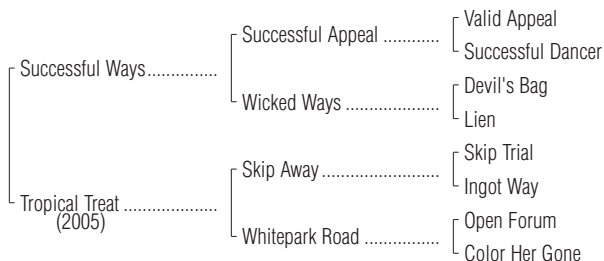 Valid Appeal
Successful Appeal ............
Successful Dancer
Successful Ways...............
Devil's Bag
Wicked Ways ....................
Lien
Skip Trial
Skip Away ........................
Ingot Way
Tropical Treat ....................
(2005)
Open Forum
Whitepark Road ................
Color Her Gone